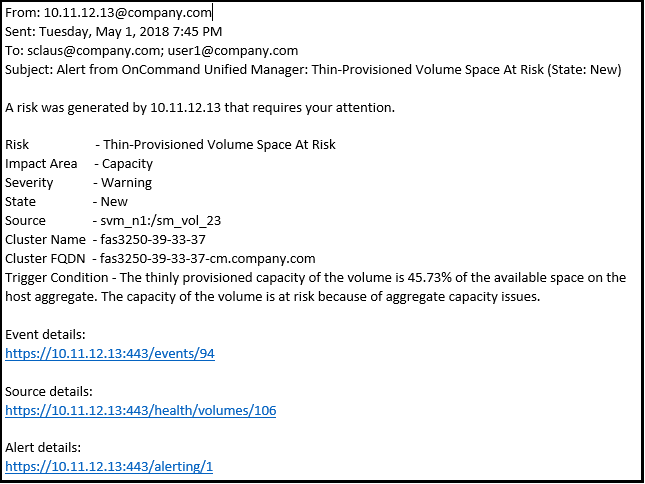 From: 10.11.12.13@company.com
Sent: Tuesday, May 1, 2018 7:45 PM
To: sclaus@company.com; user1@company.com
Subject: Alert from OnCommand Unified Manager: Thin-Provisioned Volume Space At Risk (State: New)
A risk was generated by 10.11.12.13 that requires your attention.
Risk - Thin-Provisioned Volume Space At Risk
Impact Area - Capacity
Severity - Warning
State - New
Source - svm_n1:/sm_vol_23
Cluster Name - fas3250-39-33-37
Cluster FQDN - fas3250-39-33-37-cm.company.com
Trigger Condition - The thinly provisioned capacity of the volume is 45.73% of the available space on the
host aggregate. The capacity of the volume is at risk because of aggregate capacity issues.
Event details:
https://10.11.12.13:443/events/94
Source details:
https://10.11.12.13:443/health/volumes/106
Alert details:
https://10.11.12.13:443/alerting/1